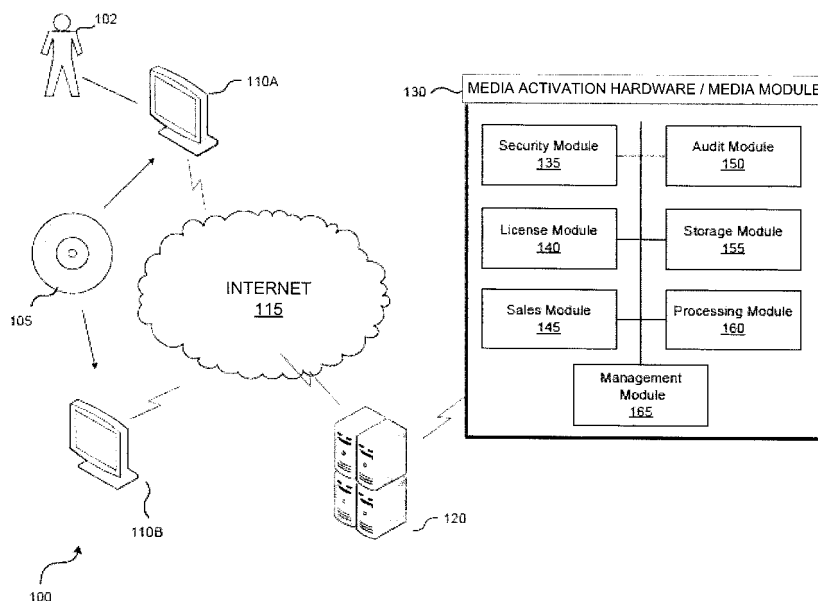 102
110A
130
MEDIA ACTIVATION HARDWARE / MEDIA MODULE
Security Module
135
Audit Module
150
License Module
140
Storage Module
155
INTERNET
115
105
Sales Module
145
Processing Module
160
Management
Module
165
110B
120
100